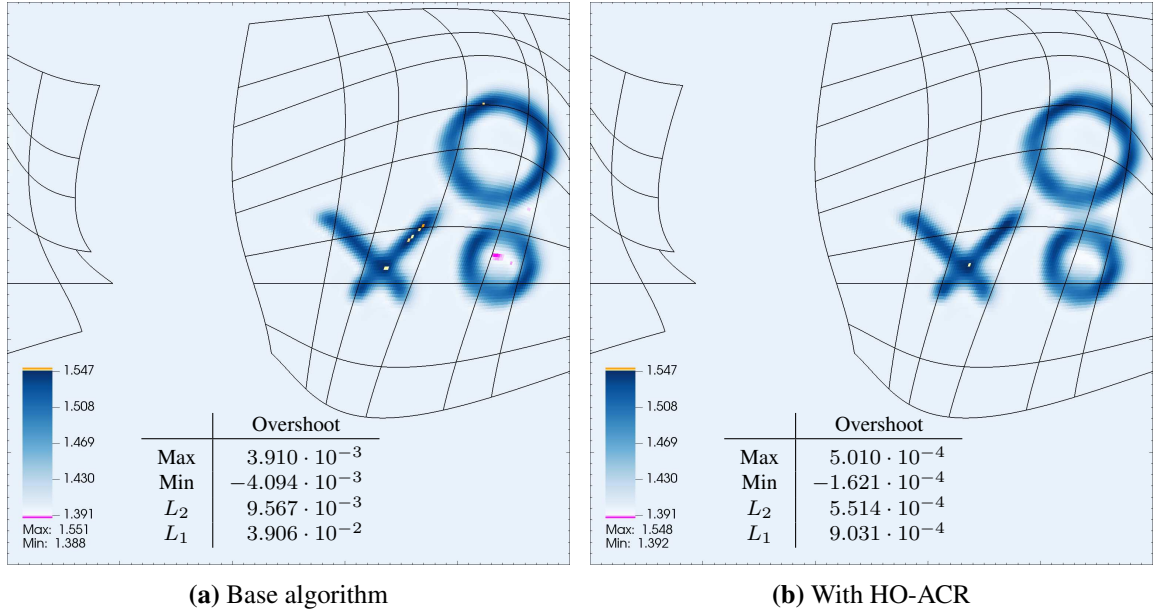 1.547
1.508
1.469
1.430
1.391
Max: 1.551
Min: 1.388
Overshoot
Max 3.910 · 10⁻³
Min −4.094 · 10⁻³
L₂ 9.567 · 10⁻³
L₁ 3.906 · 10⁻²
(a) Base algorithm
1.547
1.508
1.469
1.430
1.391
Max: 1.548
Min: 1.392
Overshoot
Max 5.010 · 10⁻⁴
Min −1.621 · 10⁻⁴
L₂ 5.514 · 10⁻⁴
L₁ 9.031 · 10⁻⁴
(b) With HO-ACR